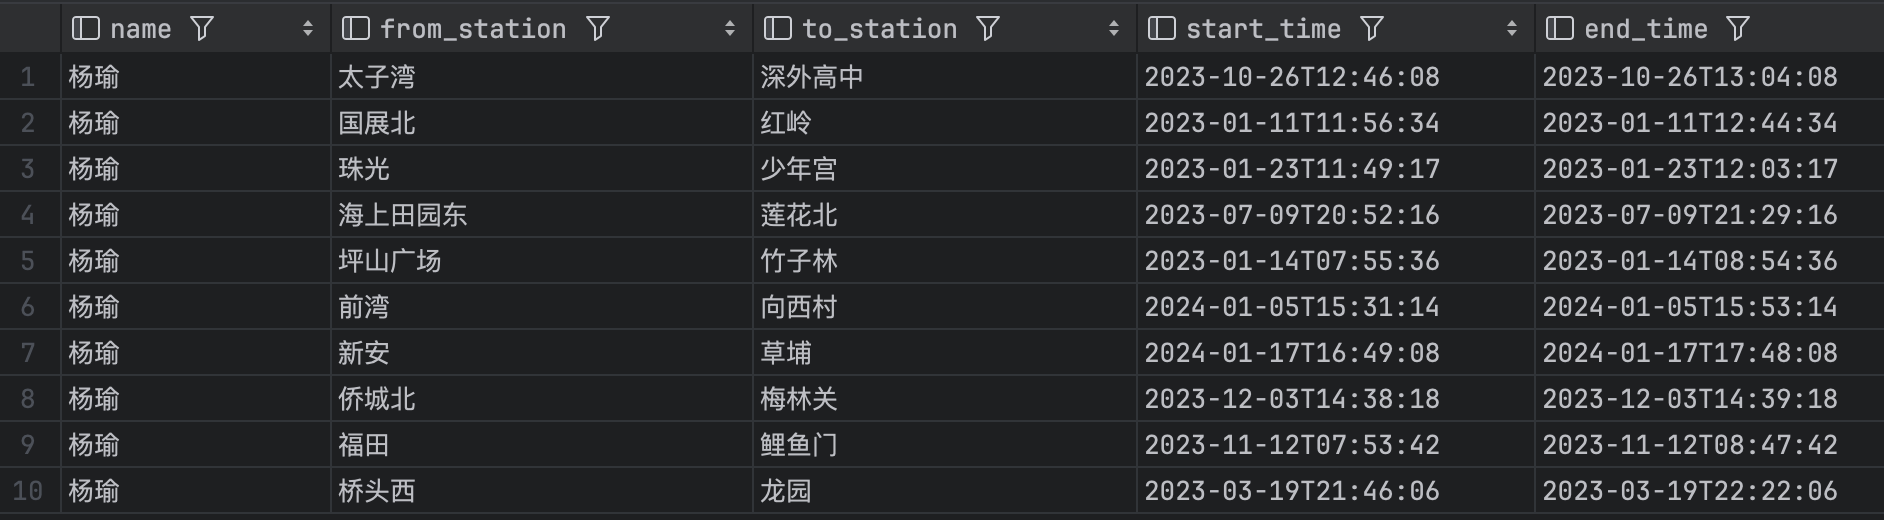 name from_station to_station start_time end_time
1 杨瑜 太子湾 深外高中 2023-10-26T12:46:08 2023-10-26T13:04:08
2 杨瑜 国展北 红岭 2023-01-11T11:56:34 2023-01-11T12:44:34
3 杨瑜 珠光 少年宫 2023-01-23T11:49:17 2023-01-23T12:03:17
4 杨瑜 海上田园东 莲花北 2023-07-09T20:52:16 2023-07-09T21:29:16
5 杨瑜 坪山广场 竹子林 2023-01-14T07:55:36 2023-01-14T08:54:36
6 杨瑜 前湾 向西村 2024-01-05T15:31:14 2024-01-05T15:53:14
7 杨瑜 新安 草埔 2024-01-17T16:49:08 2024-01-17T17:48:08
8 杨瑜 侨城北 梅林关 2023-12-03T14:38:18 2023-12-03T14:39:18
9 杨瑜 福田 鲤鱼门 2023-11-12T07:53:42 2023-11-12T08:47:42
10 杨瑜 桥头西 龙园 2023-03-19T21:46:06 2023-03-19T22:22:06